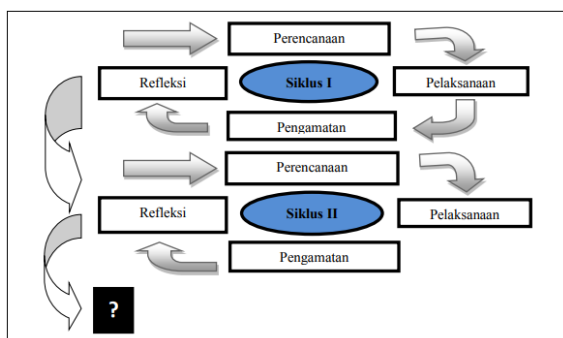 Perencanaan
Refleksi
Siklus I
Pelaksanaan
Pengamatan
Perencanaan
Refleksi
Siklus II
Pelaksanaan
Pengamatan
?